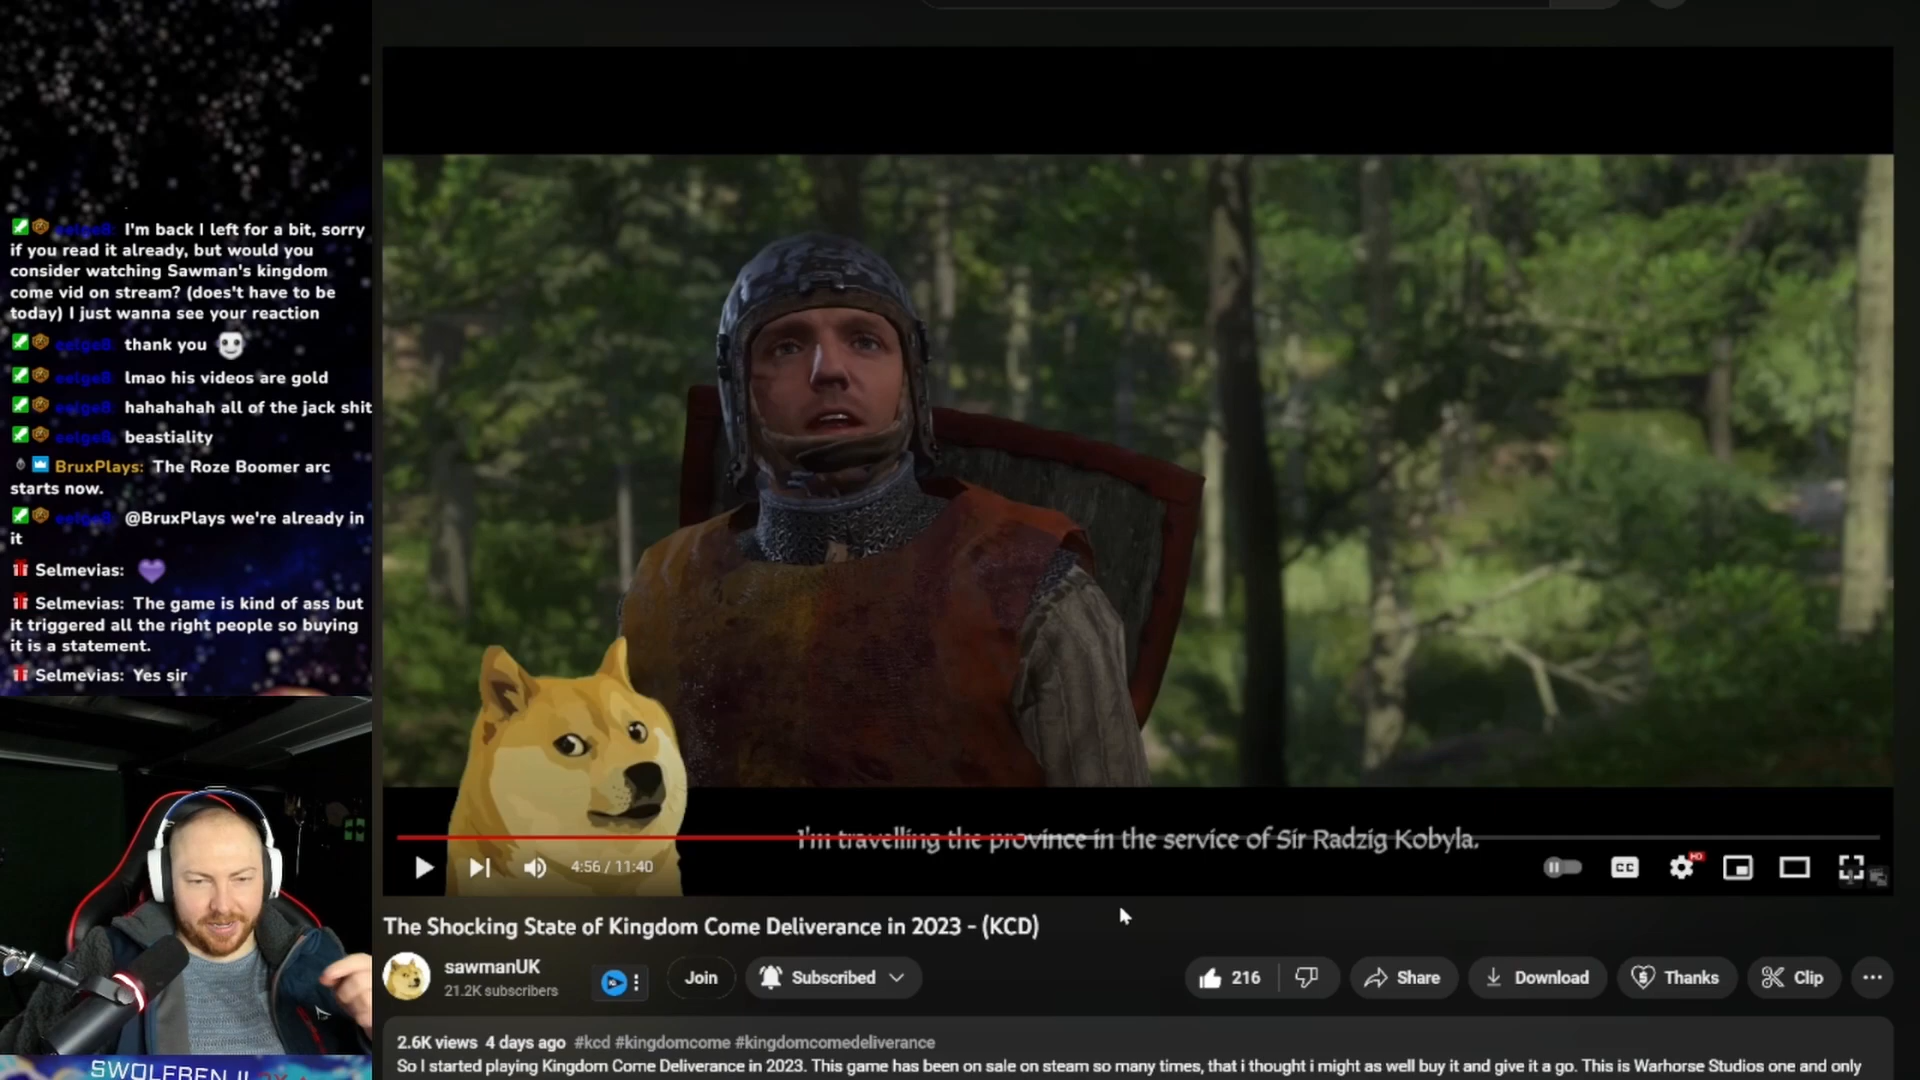 eelge8: I'm back I left for a bit, sorry
if you read it already, but would you
consider watching Sawman's kingdom
come vid on stream? (does't have to be
today) I just wanna see your reaction
eelge8: thank you
eelge8: lmao his videos are gold
eelge8: hahahahah all of the jack shit
eelge8: beastiality
BruxPlays: The Roze Boomer arc
starts now.
eelge8: @BruxPlays we're already in
it
Selmevias:
Selmevias: The game is kind of ass but
it triggered all the right people so buying
it is a statement.
Selmevias: Yes sir
I'm travelling the province in the service of Sir Radzig Kobyla.
4:56 / 11:40
CC
HD
The Shocking State of Kingdom Come Deliverance in 2023 - (KCD)
sawmanUK
21.2K subscribers
Join
Subscribed
216
Share
Download
Thanks
Clip
2.6K views 4 days ago #kcd #kingdomcome #kingdomcomedeliverance
So I started playing Kingdom Come Deliverance in 2023. This game has been on sale on steam so many times, that i thought i might as well buy it and give it a go. This is Warhorse Studios one and only